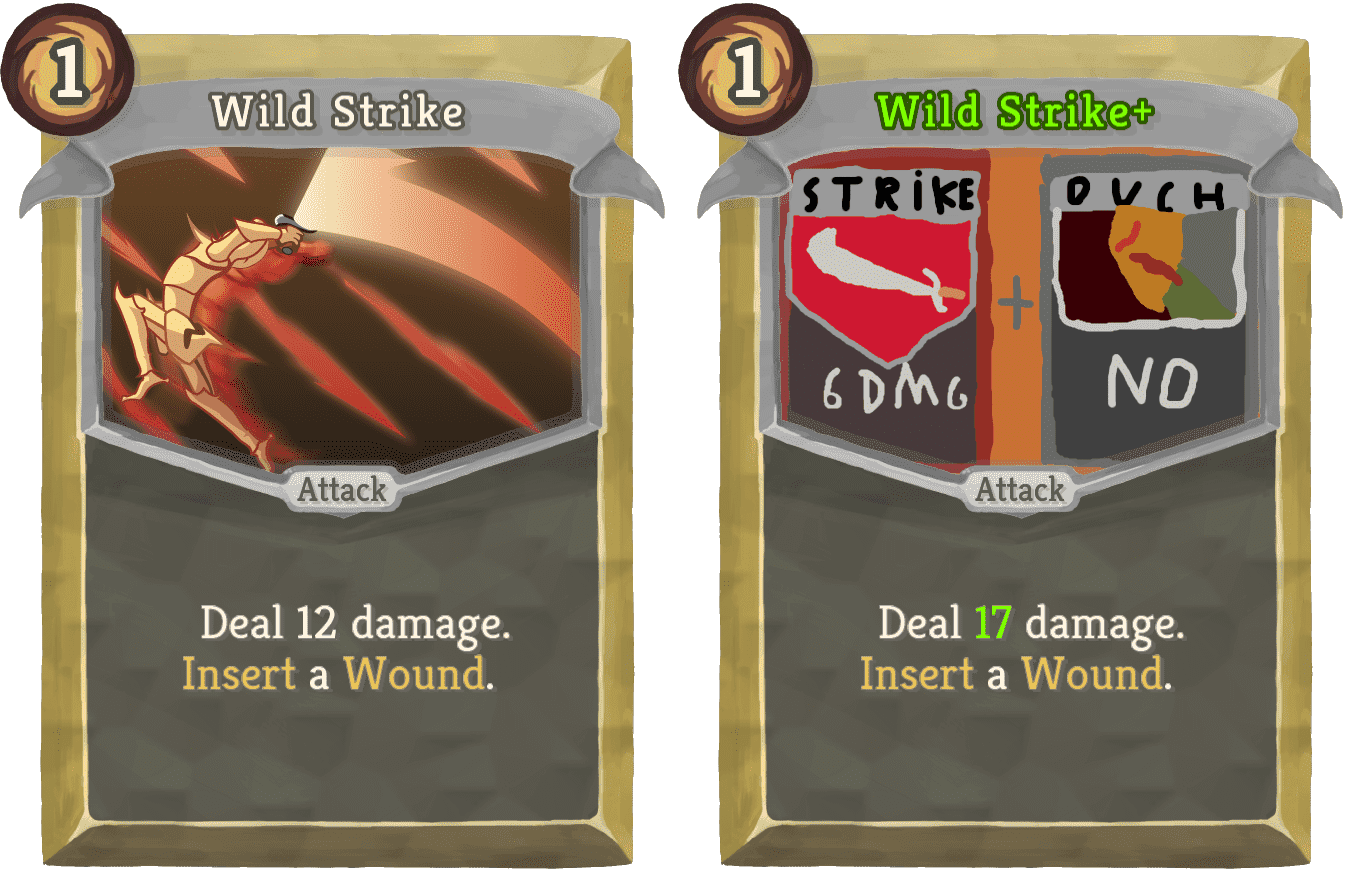 1
Wild Strike
Attack
Deal 12 damage.
Insert a Wound.
1
Wild Strike+
STRiKE
OVCH
+
6 DMG
NO
Attack
Deal 17 damage.
Insert a Wound.